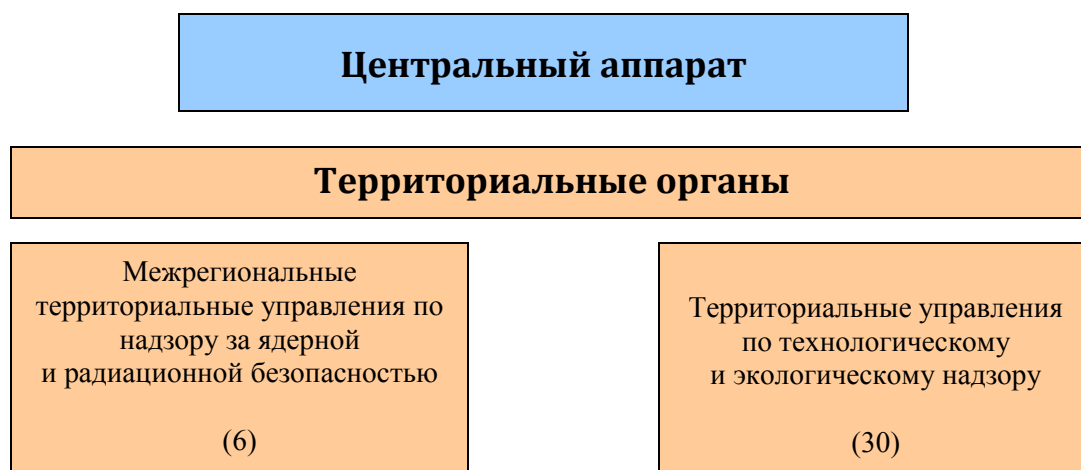 Центральный аппарат
Территориальные органы
Межрегиональные
территориальные управления по
надзору за ядерной
и радиационной безопасностью
(6)
Территориальные управления
по технологическому
и экологическому надзору
(30)